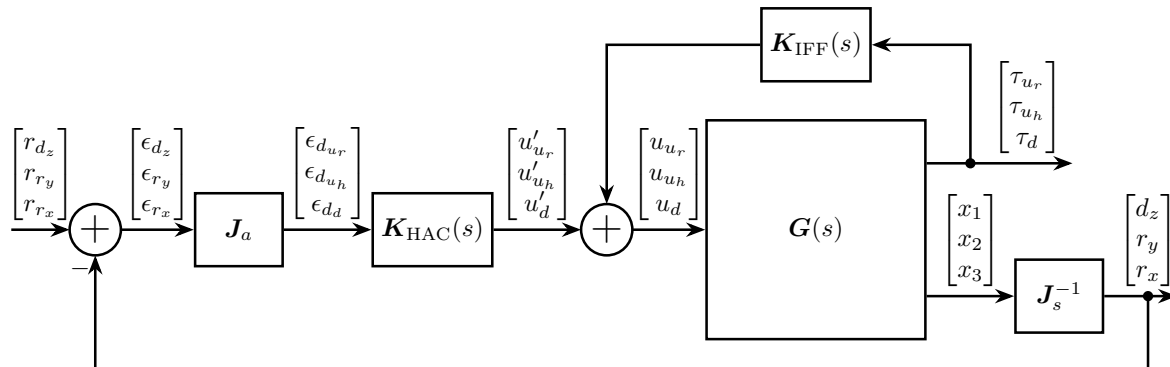 K_IFF(s)
[τ_{u_r}
τ_{u_h}
τ_d]
[r_{d_z}
r_{r_y}
r_{r_x}]
[ϵ_{d_z}
ϵ_{r_y}
ϵ_{r_x}]
[ϵ_{d_{u_r}}
ϵ_{d_{u_h}}
ϵ_{d_d}]
[u'_{u_r}
u'_{u_h}
u'_d]
[u_{u_r}
u_{u_h}
u_d]
+
−
J_a
K_HAC(s)
+
G(s)
[x_1
x_2
x_3]
J_s^{-1}
[d_z
r_y
r_x]